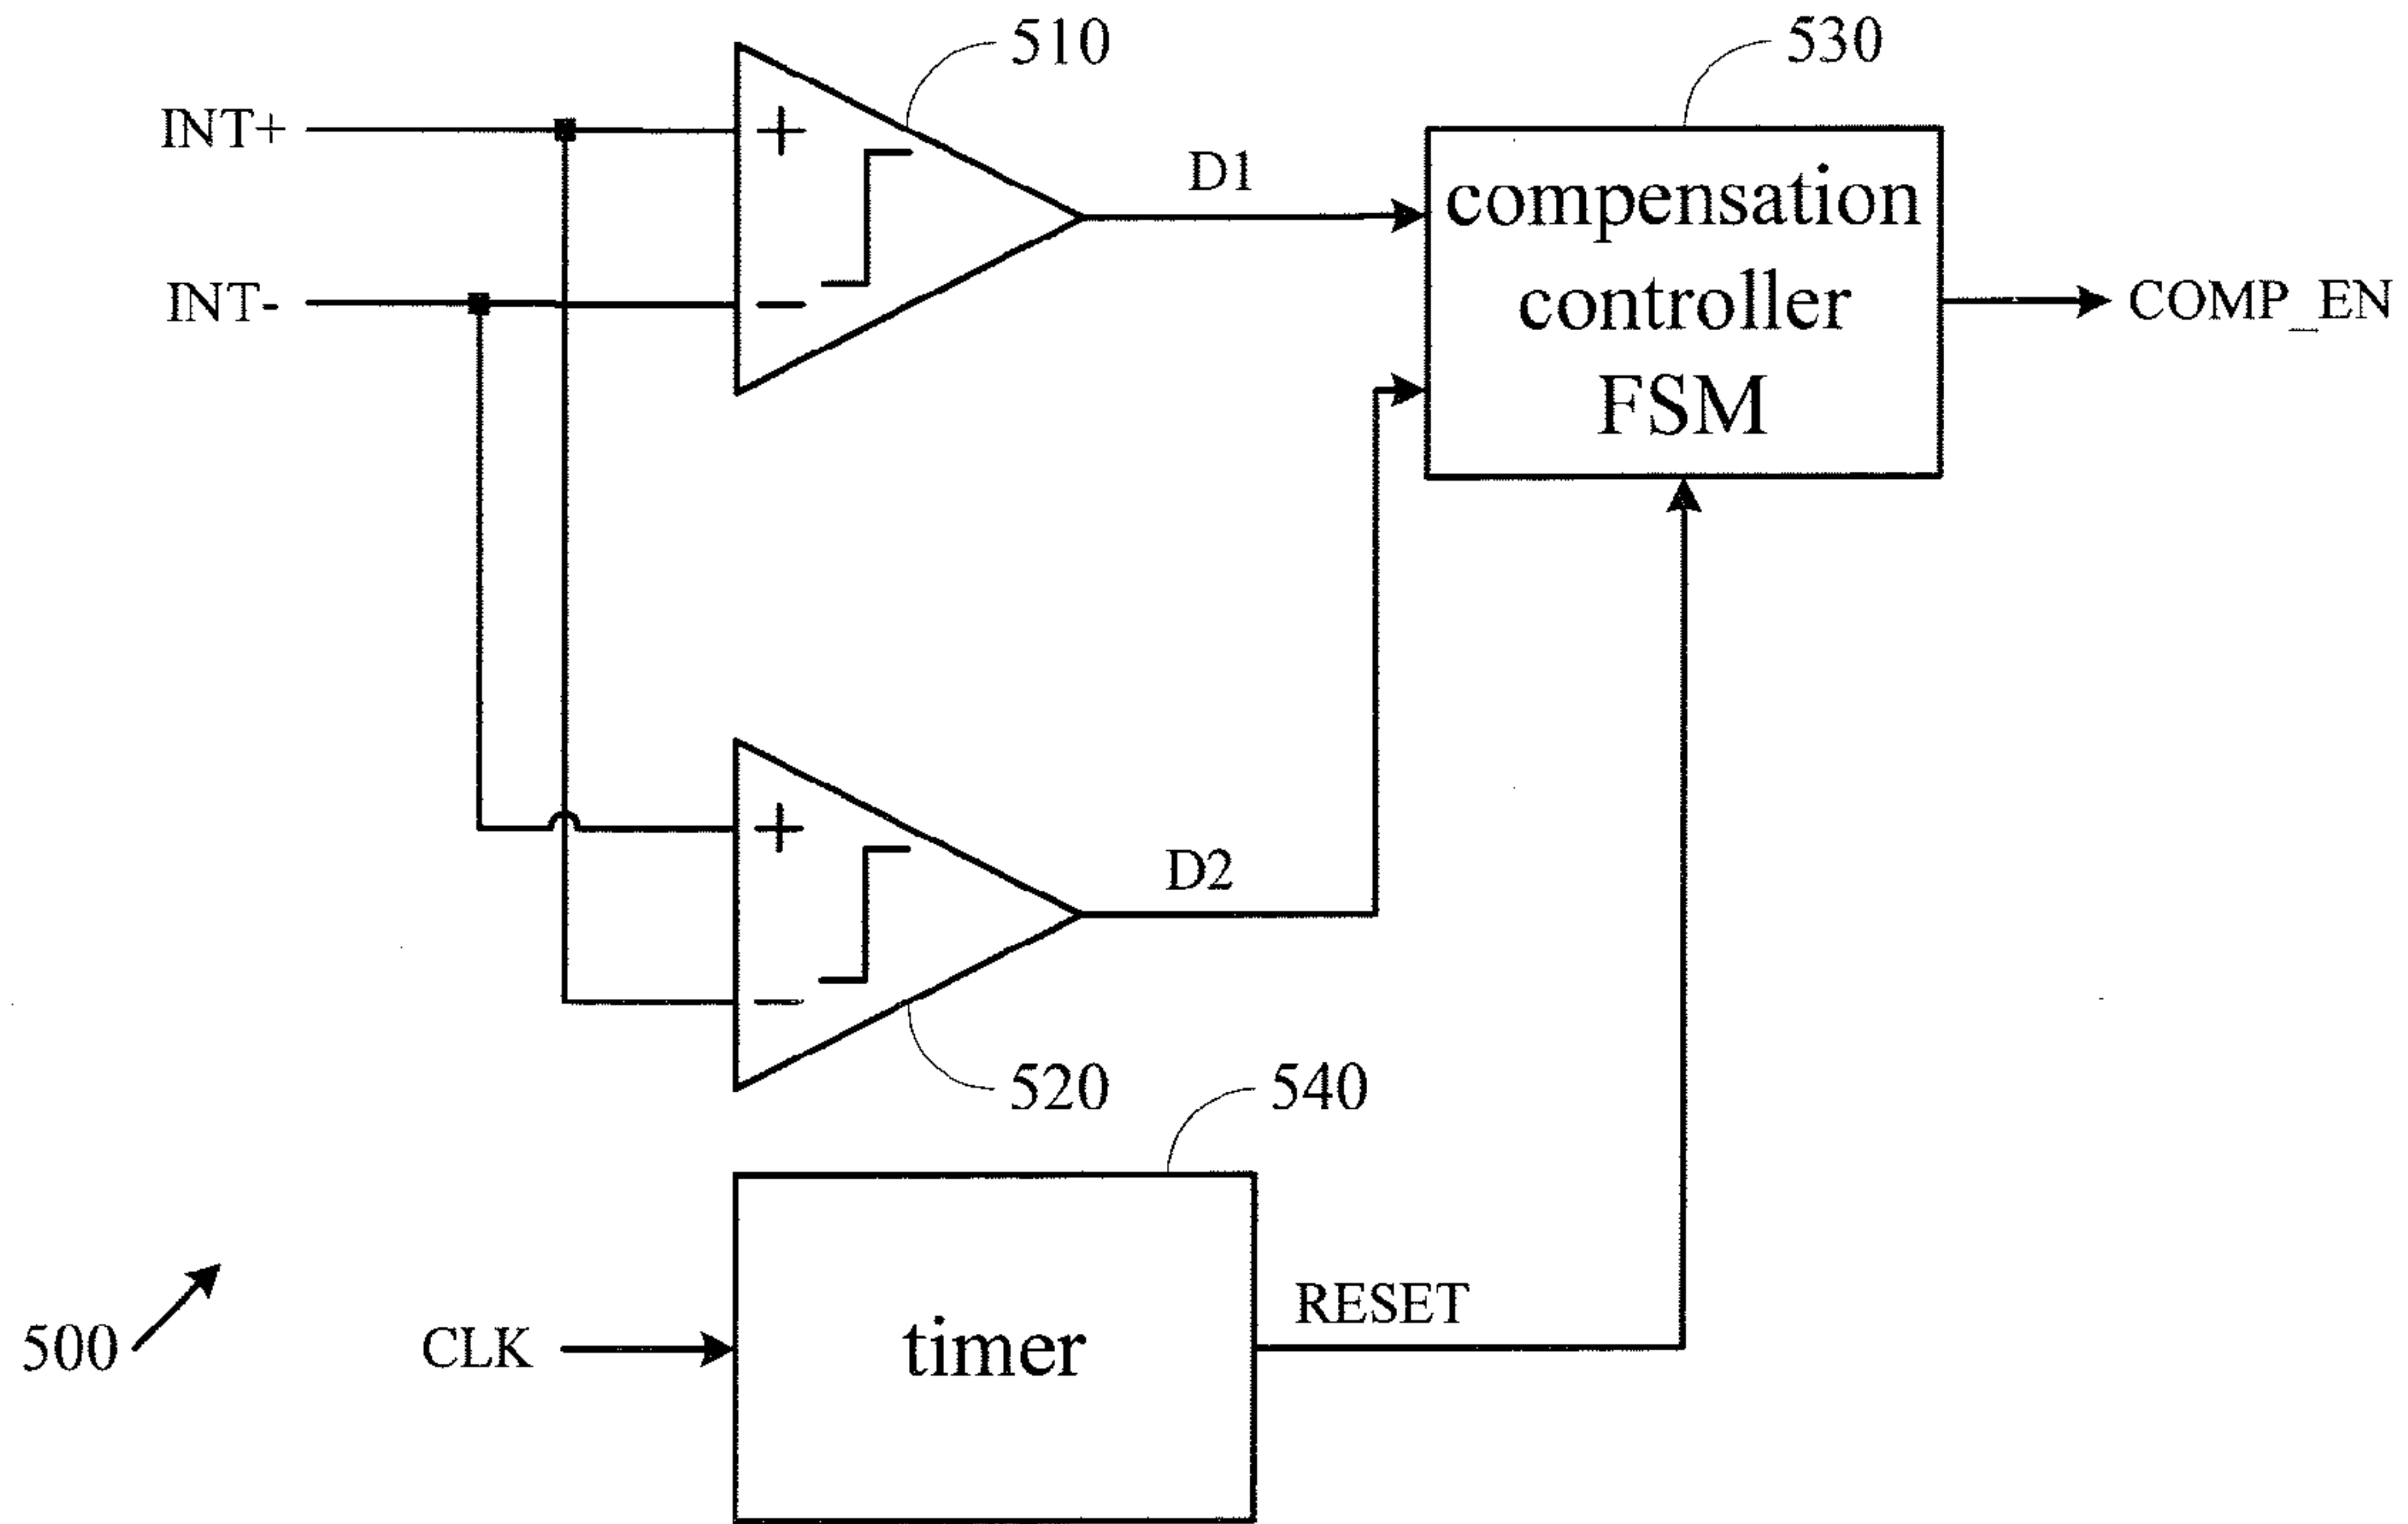 510
530
INT+
+
D1
compensation
controller
FSM
INT-
−
COMP_EN
+
D2
−
520
540
RESET
500
CLK
timer